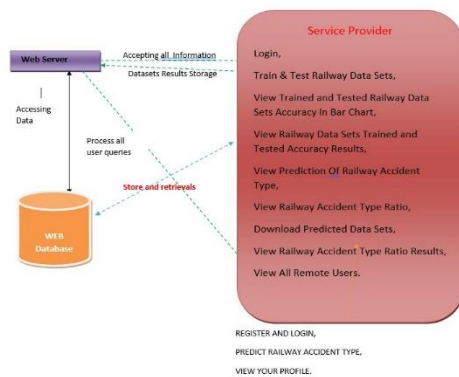 Service Provider
Web Server
Accepting all Information
Datasets Results Storage
Login,
Train & Test Railway Data Sets,
View Trained and Tested Railway Data
Sets Accuracy In Bar Chart,
View Railway Data Sets Trained and
Tested Accuracy Results,
View Prediction Of Railway Accident
Type,
View Railway Accident Type Ratio,
Download Predicted Data Sets,
View Railway Accident Type Ratio Results,
View All Remote Users.
Accessing
Data
Process all
user queries
Store and retrievals
WEB
Database
REGISTER AND LOGIN,
PREDICT RAILWAY ACCIDENT TYPE,
VIEW YOUR PROFILE.